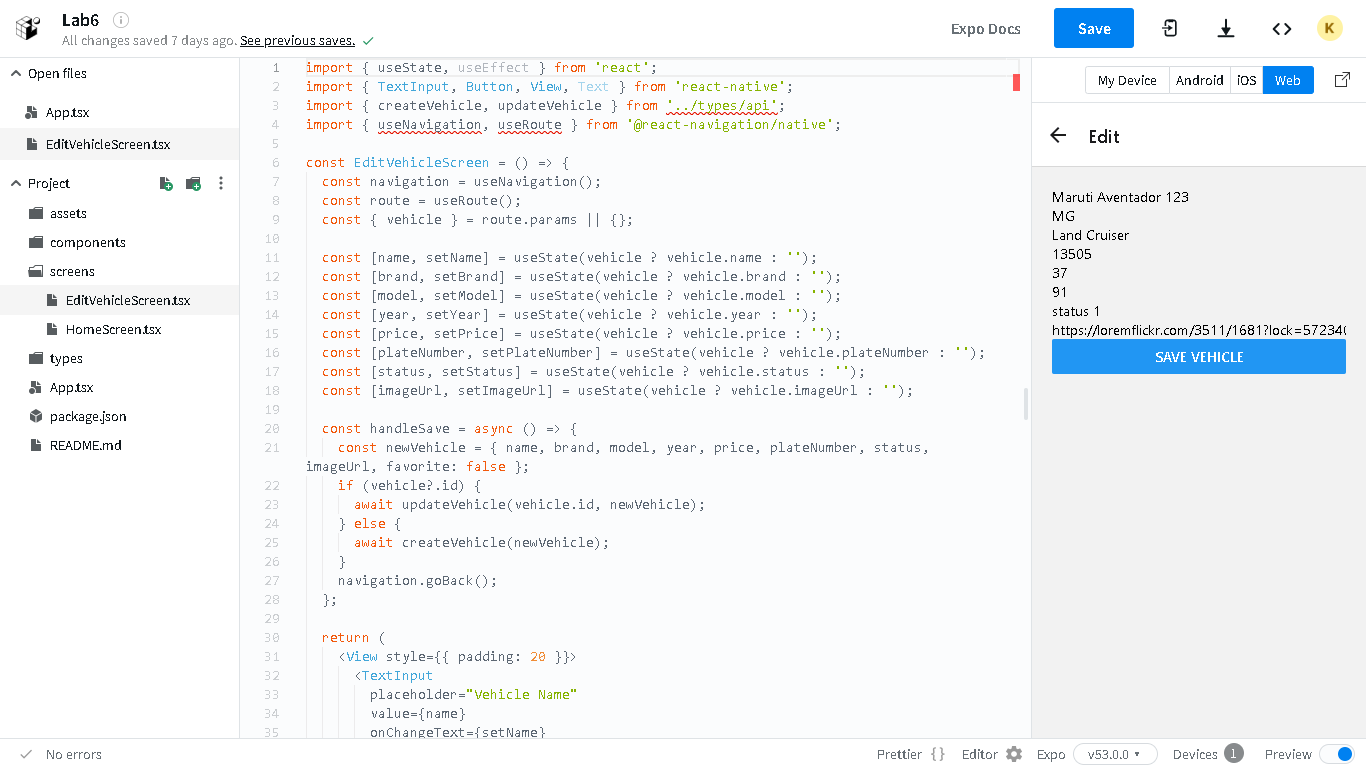 Lab6
All changes saved 7 days ago. See previous saves.
Expo Docs
Save
K
Open files
App.tsx
EditVehicleScreen.tsx
Project
assets
components
screens
EditVehicleScreen.tsx
HomeScreen.tsx
types
App.tsx
package.json
README.md
1 import { useState, useEffect } from 'react';
2 import { TextInput, Button, View, Text } from 'react-native';
3 import { createVehicle, updateVehicle } from '../types/api';
4 import { useNavigation, useRoute } from '@react-navigation/native';
5
6 const EditVehicleScreen = () => {
7 const navigation = useNavigation();
8 const route = useRoute();
9 const { vehicle } = route.params || {};
10
11 const [name, setName] = useState(vehicle ? vehicle.name : '');
12 const [brand, setBrand] = useState(vehicle ? vehicle.brand : '');
13 const [model, setModel] = useState(vehicle ? vehicle.model : '');
14 const [year, setYear] = useState(vehicle ? vehicle.year : '');
15 const [price, setPrice] = useState(vehicle ? vehicle.price : '');
16 const [plateNumber, setPlateNumber] = useState(vehicle ? vehicle.plateNumber : '');
17 const [status, setStatus] = useState(vehicle ? vehicle.status : '');
18 const [imageUrl, setImageUrl] = useState(vehicle ? vehicle.imageUrl : '');
19
20 const handleSave = async () => {
21 const newVehicle = { name, brand, model, year, price, plateNumber, status,
imageUrl, favorite: false };
22 if (vehicle?.id) {
23 await updateVehicle(vehicle.id, newVehicle);
24 } else {
25 await createVehicle(newVehicle);
26 }
27 navigation.goBack();
28 };
29
30 return (
31 <View style={{ padding: 20 }}>
32 <TextInput
33 placeholder="Vehicle Name"
34 value={name}
35 onChangeText={setName}
My Device Android iOS Web
Edit
Maruti Aventador 123
MG
Land Cruiser
13505
37
91
status 1
https://loremflickr.com/3511/1681?lock=57234
SAVE VEHICLE
No errors
Prettier {} Editor Expo v53.0.0 Devices 1 Preview